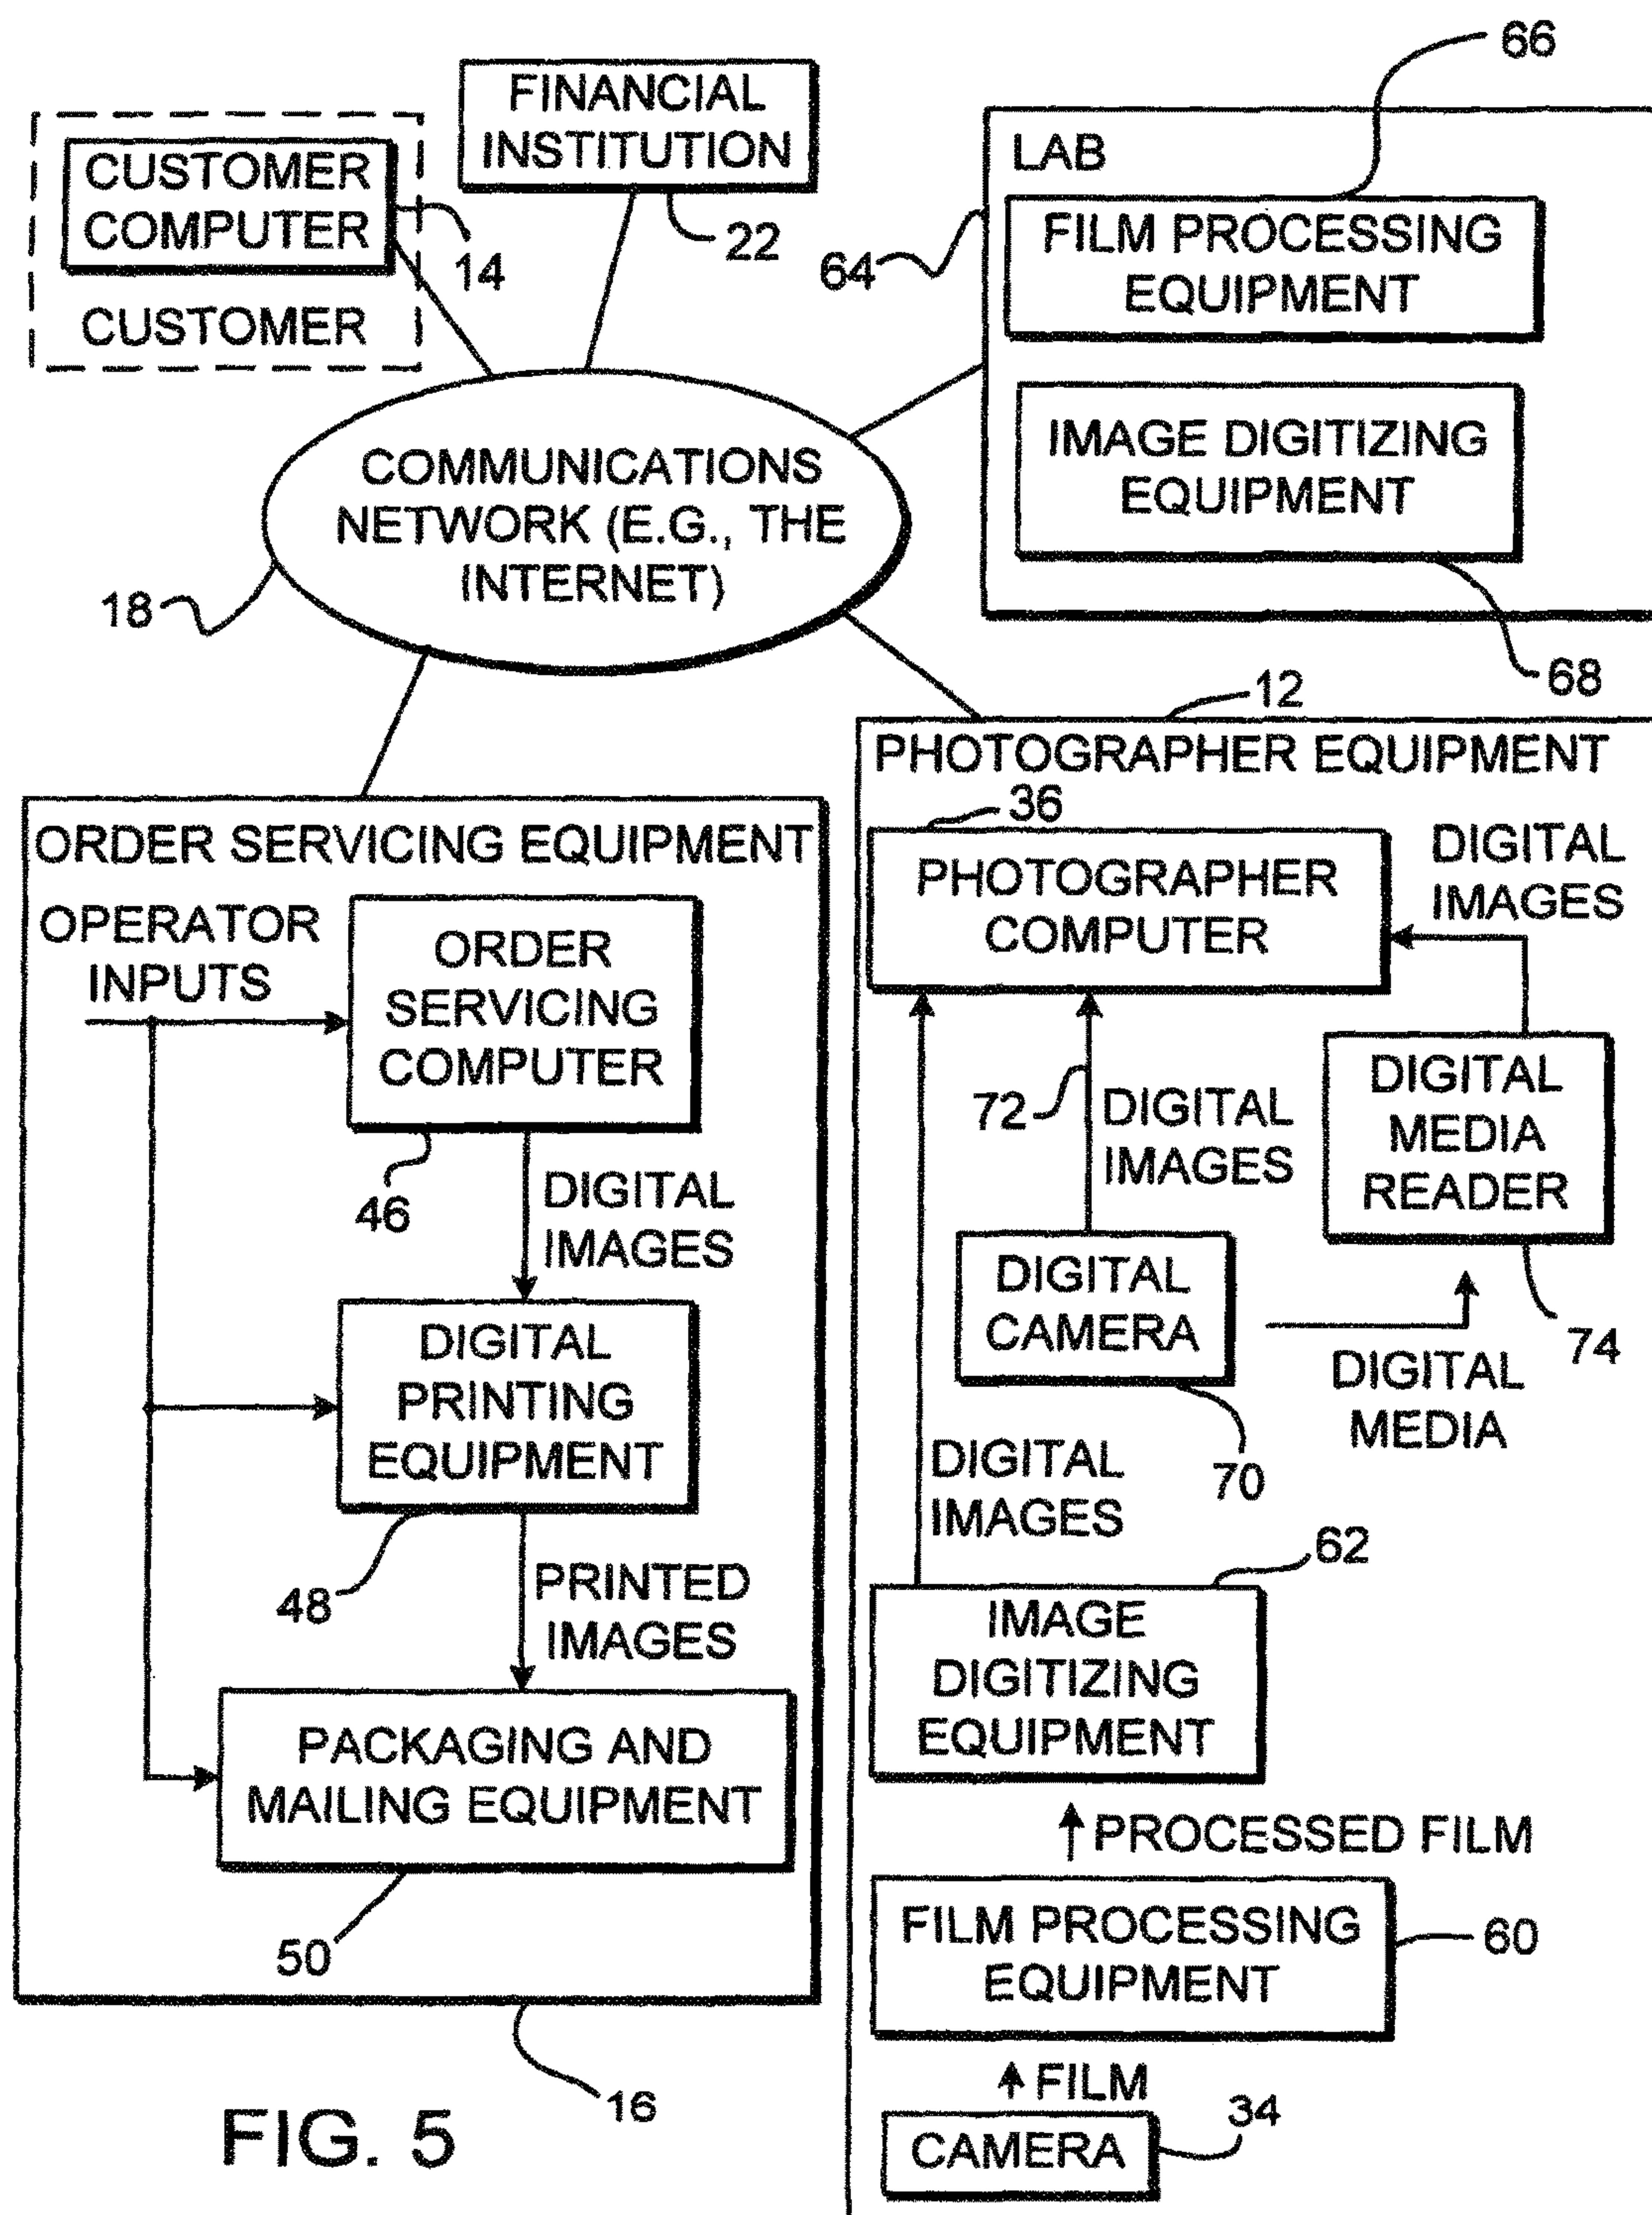 FINANCIAL
INSTITUTION
22
CUSTOMER
COMPUTER
14
CUSTOMER
66
LAB
64
FILM PROCESSING
EQUIPMENT
IMAGE DIGITIZING
EQUIPMENT
68
COMMUNICATIONS
NETWORK (E.G., THE
INTERNET)
18
ORDER SERVICING EQUIPMENT
OPERATOR
INPUTS
ORDER
SERVICING
COMPUTER
46
DIGITAL
IMAGES
DIGITAL
PRINTING
EQUIPMENT
48
PRINTED
IMAGES
PACKAGING AND
MAILING EQUIPMENT
50
16
12
PHOTOGRAPHER EQUIPMENT
36
PHOTOGRAPHER
COMPUTER
DIGITAL
IMAGES
72
DIGITAL
IMAGES
DIGITAL
MEDIA
READER
74
DIGITAL
CAMERA
70
DIGITAL
MEDIA
DIGITAL
IMAGES
62
IMAGE
DIGITIZING
EQUIPMENT
PROCESSED FILM
FILM PROCESSING
EQUIPMENT
60
FILM
CAMERA
34
FIG. 5